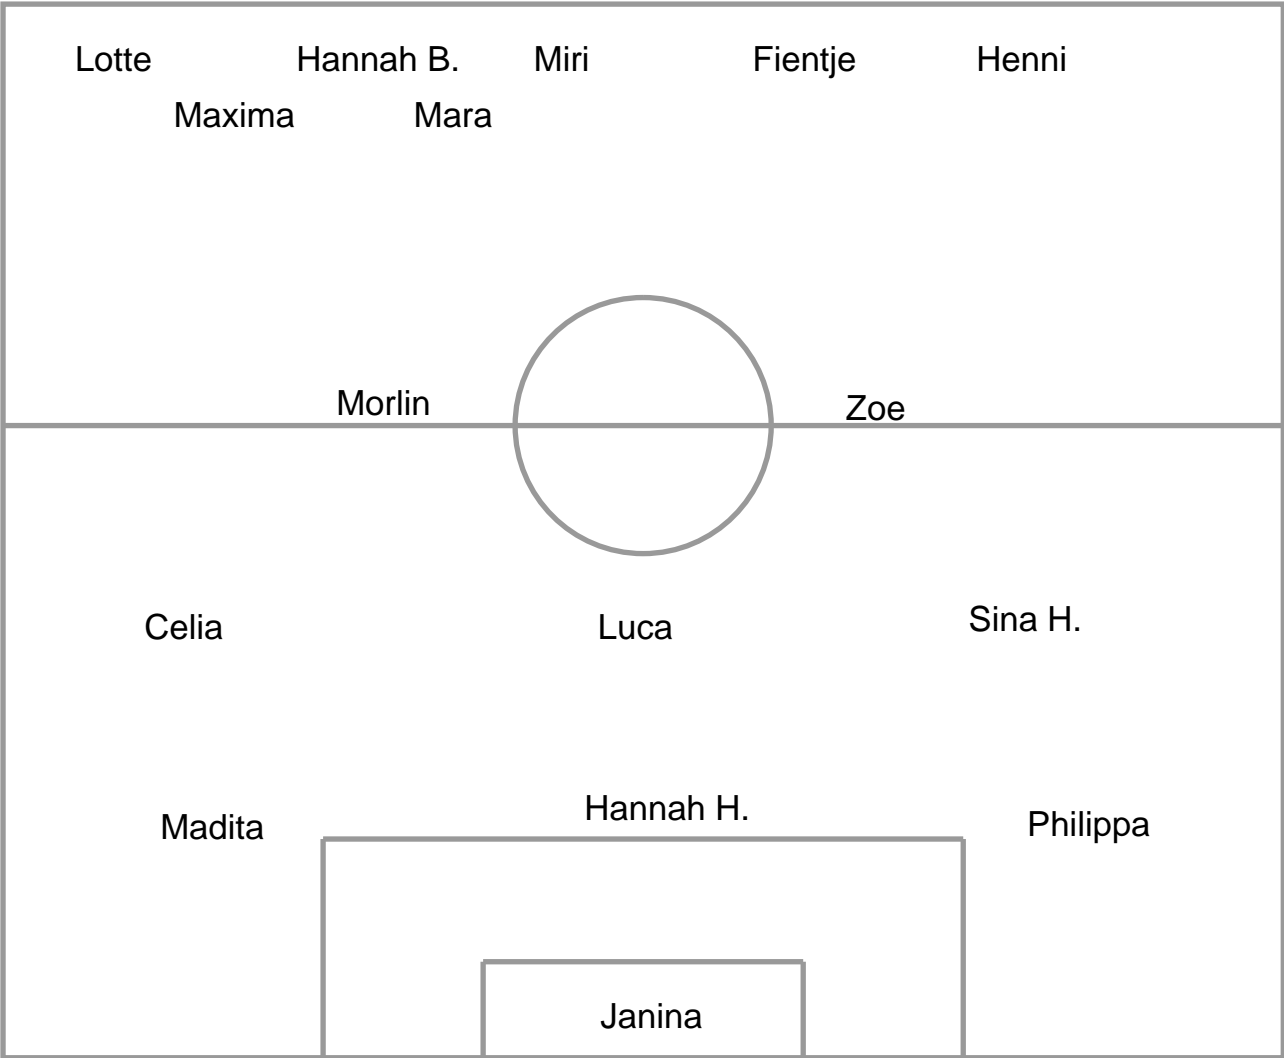 Lotte Hannah B. Miri Fientje Henni
Maxima Mara
Morlin Zoe
Celia Luca Sina H.
Madita Hannah H. Philippa
Janina